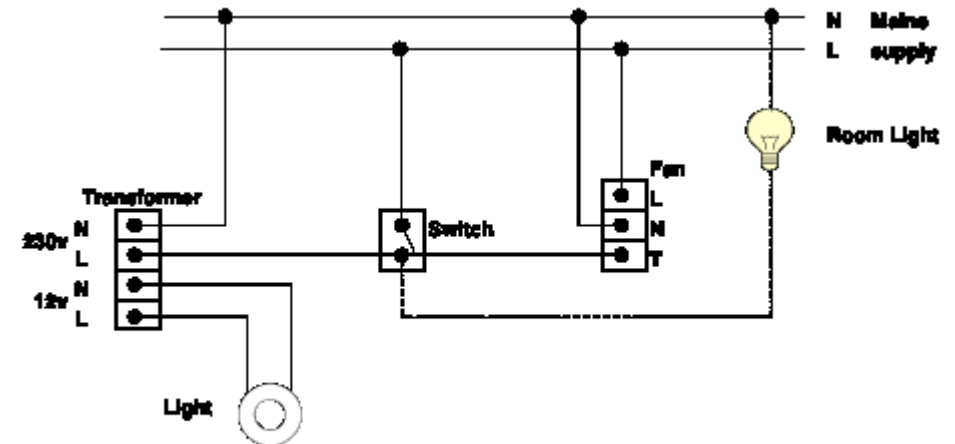 N Mains
L supply
Room Light
Fan
L
N
T
Transformer
230v
N
L
12v
N
L
Switch
Light